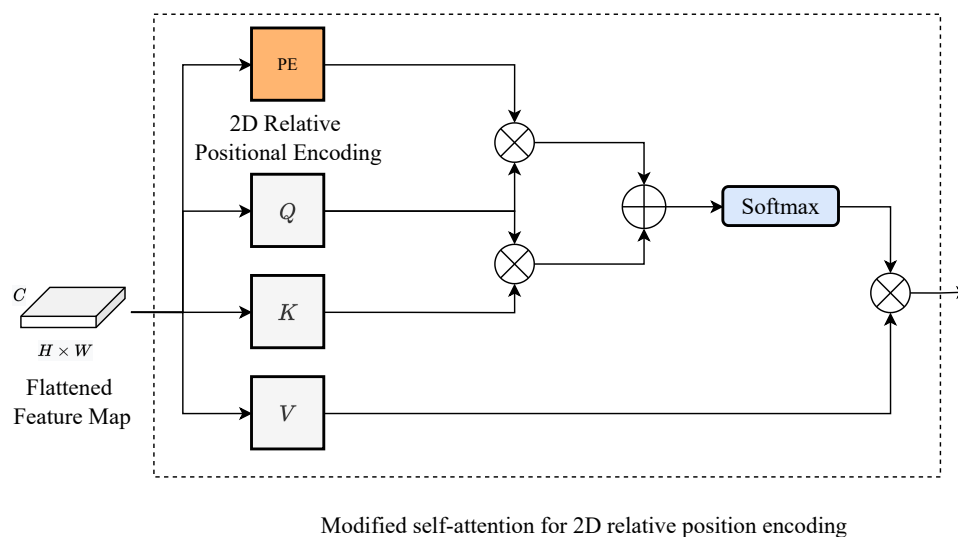 PE
2D Relative
Positional Encoding
Q
K
V
C
H × W
Flattened
Feature Map
Softmax
Modified self-attention for 2D relative position encoding